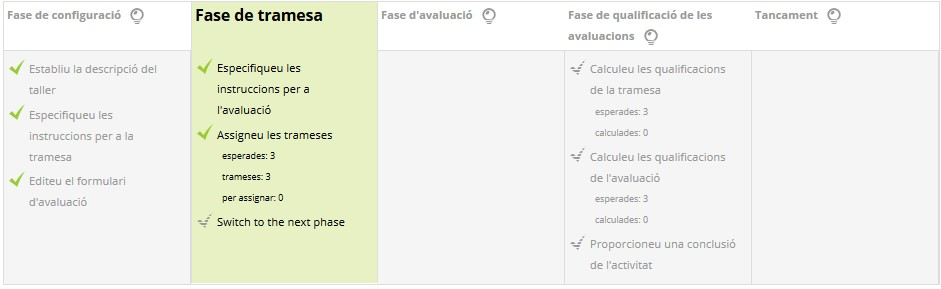 Fase de configuració
Establiu la descripció del
taller
Especifiqueu les
instruccions per a la
tramesa
Editeu el formulari
d'avaluació
Fase de tramesa
Especifiqueu les
instruccions per a
l'avaluació
Assigneu les trameses
esperades: 3
trameses: 3
per assignar: 0
Switch to the next phase
Fase d'avaluació
Fase de qualificació de les
avaluacions
Calculeu les qualificacions
de la tramesa
esperades: 3
calculades: 0
Calculeu les qualificacions
de l'avaluació
esperades: 3
calculades: 0
Proporcioneu una conclusió
de l'activitat
Tancament